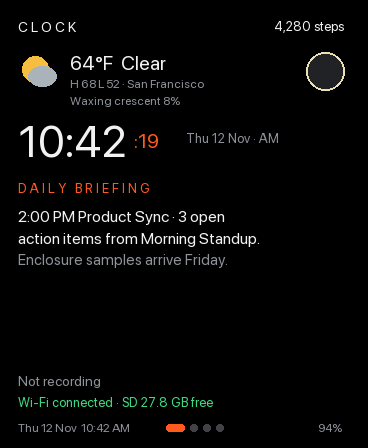 CLOCK
4,280 steps
64°F Clear
H 68 L 52 · San Francisco
Waxing crescent 8%
10:42 :19
Thu 12 Nov · AM
DAILY BRIEFING
2:00 PM Product Sync · 3 open
action items from Morning Standup.
Enclosure samples arrive Friday.
Not recording
Wi-Fi connected · SD 27.8 GB free
Thu 12 Nov 10:42 AM
94%